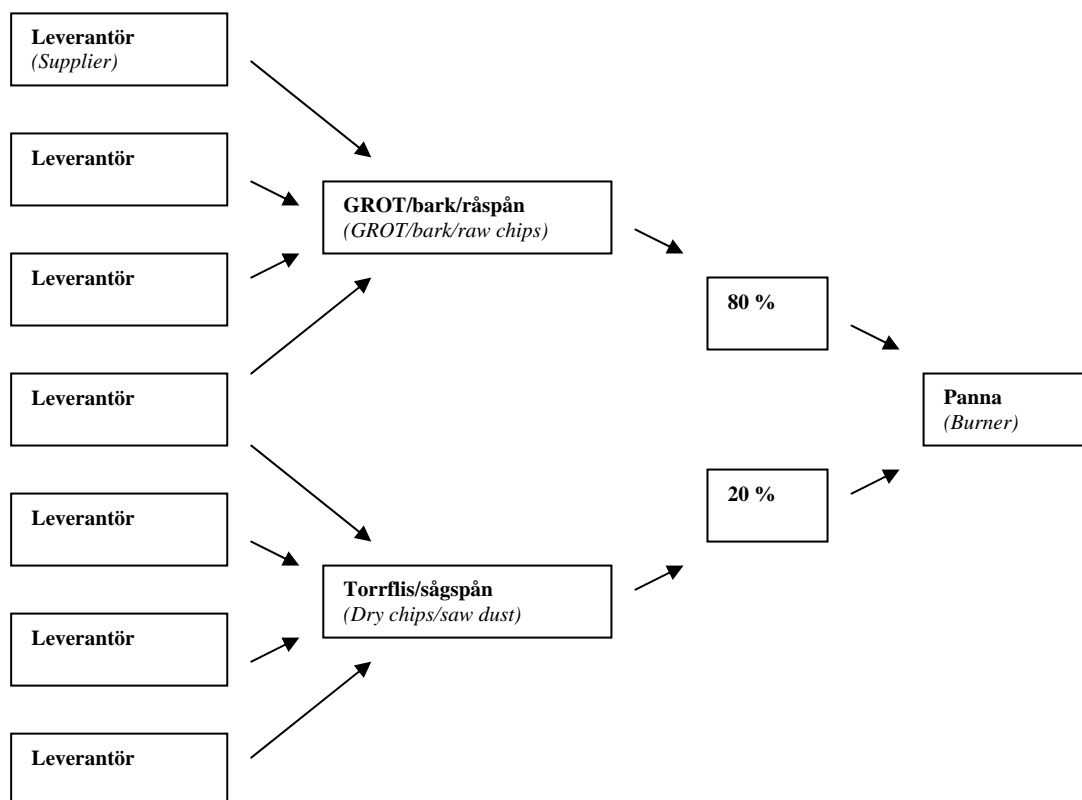 Leverantör
(Supplier)
Leverantör
Leverantör
Leverantör
Leverantör
Leverantör
Leverantör
GROT/bark/råspån
(GROT/bark/raw chips)
Torrflis/sågspån
(Dry chips/saw dust)
80 %
20 %
Panna
(Burner)